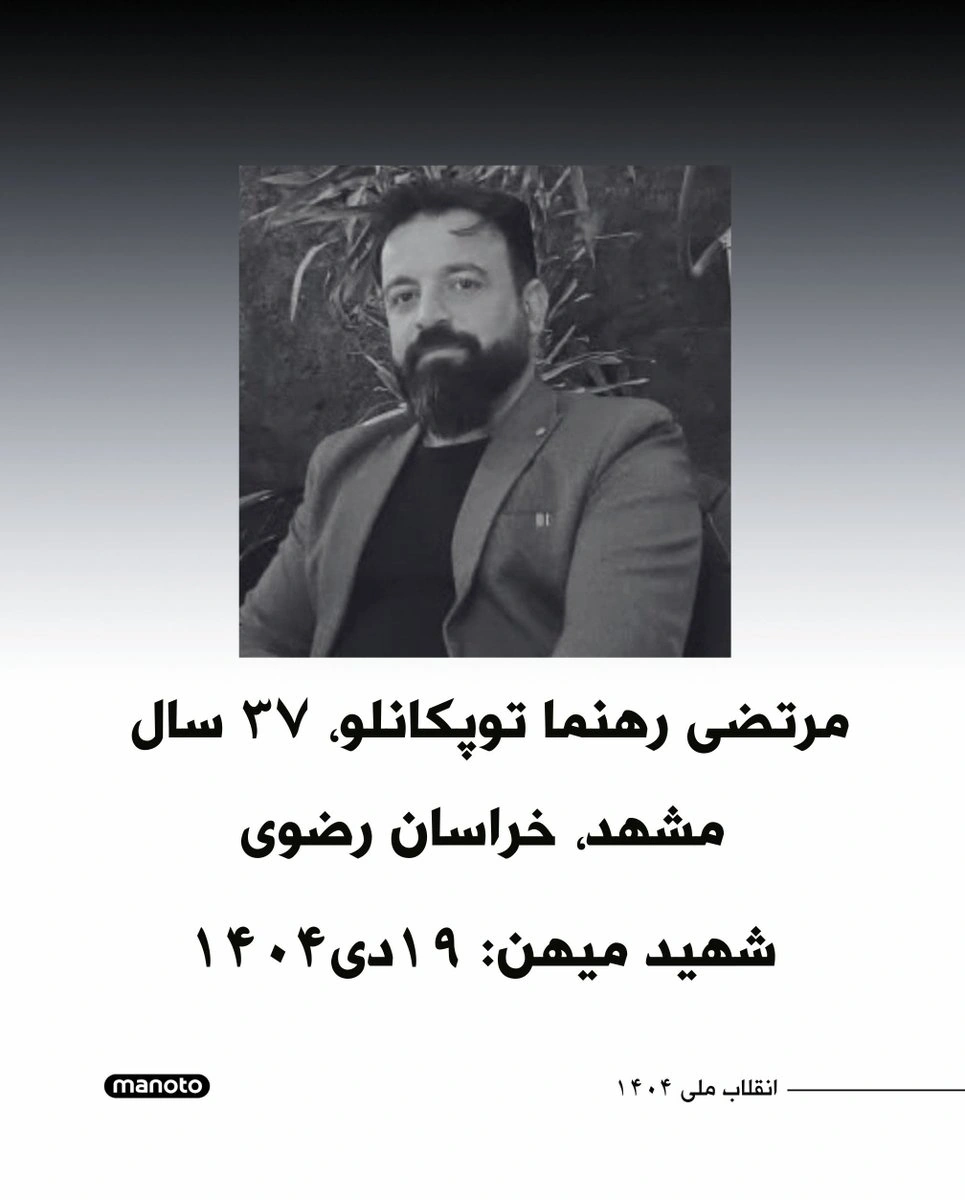 مرتضی رهنما توپکانلو، ۳۷ سال
مشهد، خراسان رضوی
شهید میهن: ۱۹دی۱۴۰۴
انقلاب ملی ۱۴۰۴
manoto